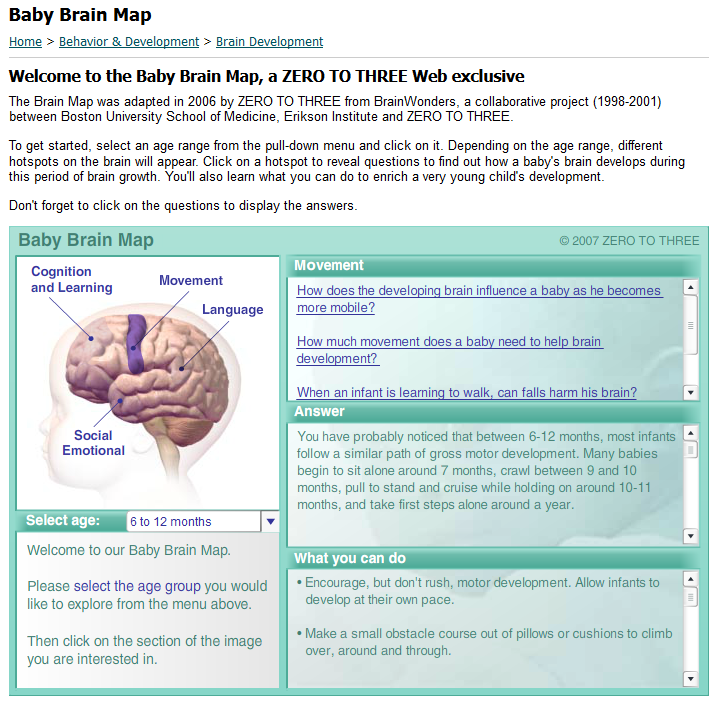 Baby Brain Map
Home > Behavior & Development > Brain Development
Welcome to the Baby Brain Map, a ZERO TO THREE Web exclusive
The Brain Map was adapted in 2006 by ZERO TO THREE from BrainWonders, a collaborative project (1998-2001)
between Boston University School of Medicine, Erikson Institute and ZERO TO THREE.
To get started, select an age range from the pull-down menu and click on it. Depending on the age range, different
hotspots on the brain will appear. Click on a hotspot to reveal questions to find out how a baby's brain develops during
this period of brain growth. You'll also learn what you can do to enrich a very young child's development.
Don't forget to click on the questions to display the answers.
Baby Brain Map
© 2007 ZERO TO THREE
Cognition
and Learning
Movement
Language
Social
Emotional
Select age:
6 to 12 months
Welcome to our Baby Brain Map.
Please select the age group you would
like to explore from the menu above.
Then click on the section of the image
you are interested in.
Movement
How does the developing brain influence a baby as he becomes
more mobile?
How much movement does a baby need to help brain
development?
When an infant is learning to walk, can falls harm his brain?
Answer
You have probably noticed that between 6-12 months, most infants
follow a similar path of gross motor development. Many babies
begin to sit alone around 7 months, crawl between 9 and 10
months, pull to stand and cruise while holding on around 10-11
months, and take first steps alone around a year.
What you can do
• Encourage, but don't rush, motor development. Allow infants to
develop at their own pace.
• Make a small obstacle course out of pillows or cushions to climb
over, around and through.